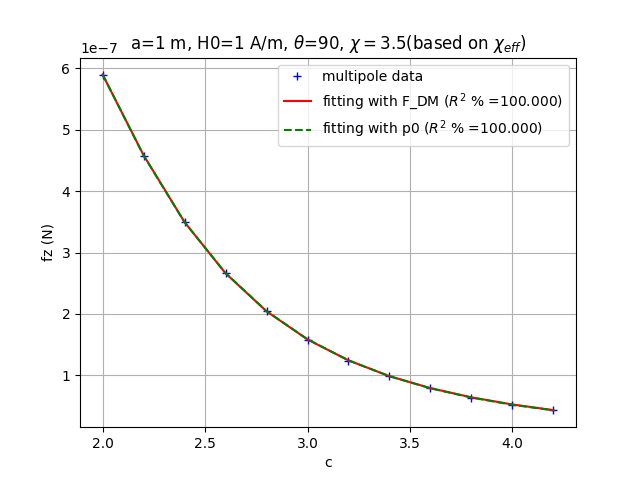 a=1 m, H0=1 A/m, θ=90, χ = 3.5(based on χ_eff)
1e−7
multipole data
fitting with F_DM (R² % =100.000)
fitting with p0 (R² % =100.000)
6
5
4
3
2
1
fz (N)
2.0 2.5 3.0 3.5 4.0
c